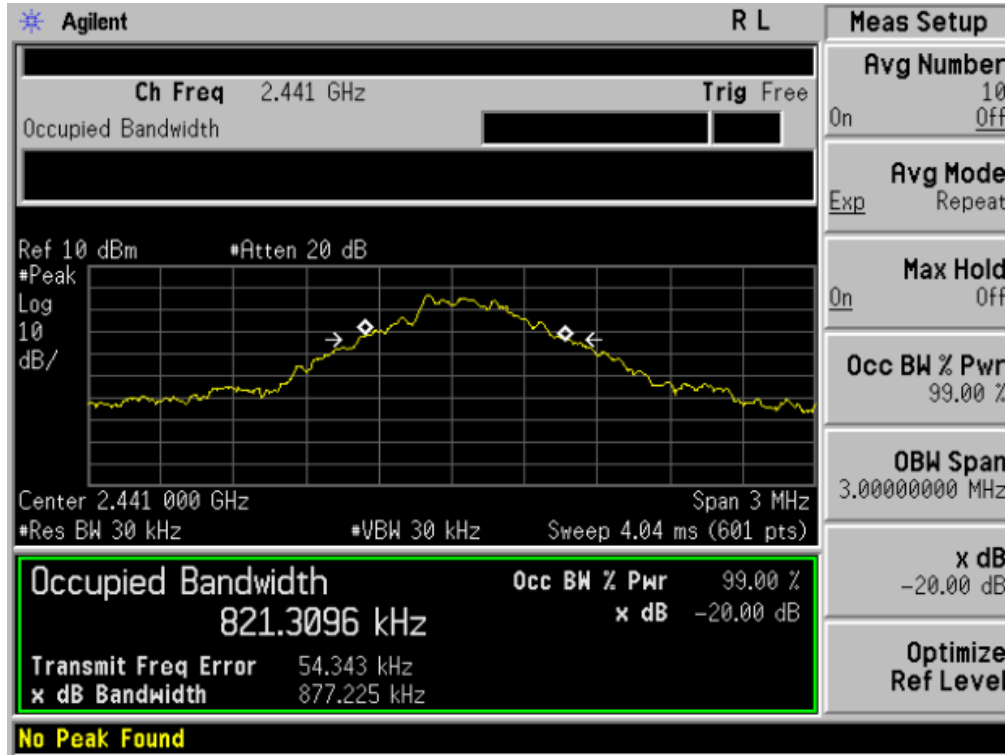 Agilent R L
Meas Setup
Ch Freq 2.441 GHz Trig Free
Occupied Bandwidth
Avg Number
10
On Off
Avg Mode
Exp Repeat
Max Hold
On Off
Occ BW % Pwr
99.00 %
OBW Span
3.00000000 MHz
x dB
-20.00 dB
Optimize
Ref Level
Ref 10 dBm #Atten 20 dB
#Peak
Log
10
dB/
Center 2.441 000 GHz Span 3 MHz
#Res BW 30 kHz #VBW 30 kHz Sweep 4.04 ms (601 pts)
Occupied Bandwidth Occ BW % Pwr 99.00 %
821.3096 kHz x dB -20.00 dB
Transmit Freq Error 54.343 kHz
x dB Bandwidth 877.225 kHz
No Peak Found